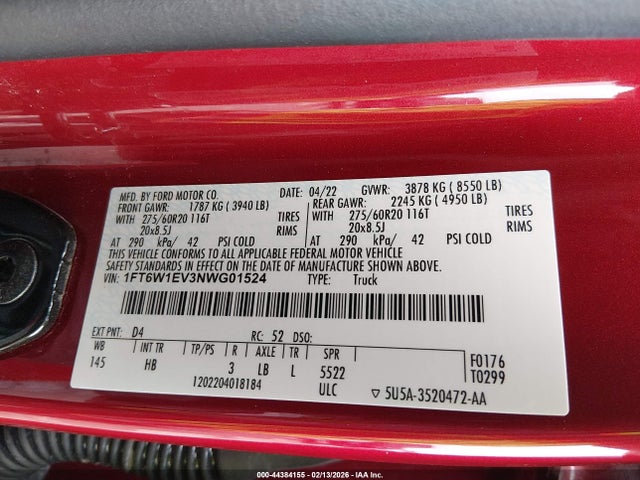 MFD. BY FORD MOTOR CO. DATE: 04/22 GVWR: 3878 KG ( 8550 LB)
FRONT GAWR: 1787 KG ( 3940 LB) REAR GAWR: 2245 KG ( 4950 LB)
WITH 275/60R20 116T TIRES WITH 275/60R20 116T TIRES
20x8.5J RIMS 20x8.5J RIMS
AT 290 kPa/ 42 PSI COLD AT 290 kPa/ 42 PSI COLD
THIS VEHICLE CONFORMS TO ALL APPLICABLE FEDERAL MOTOR VEHICLE
SAFETY STANDARDS IN EFFECT ON THE DATE OF MANUFACTURE SHOWN ABOVE.
VIN: 1FT6W1EV3NWG01524 TYPE: Truck
EXT PNT: D4 RC: 52 DSO:
WB INT TR TP/PS R AXLE TR SPR F0176
145 HB 3 LB L 5522 T0299
1202204018184 ULC ▽ 5U5A-3520472-AA
000-44384155 - 02/13/2026 - IAA Inc.